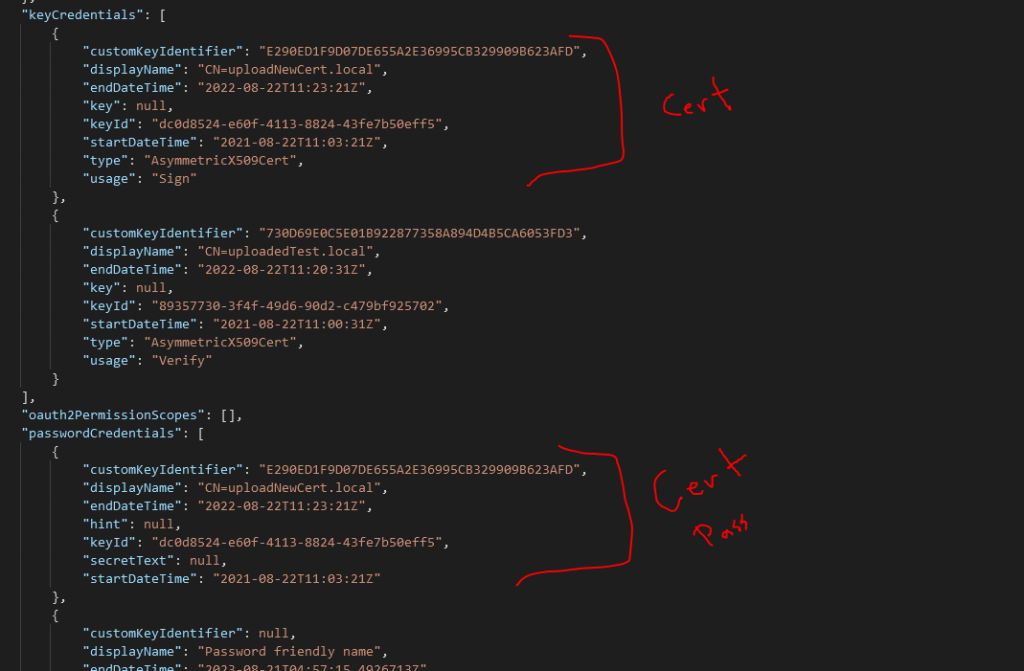 "keyCredentials": [
{
"customKeyIdentifier": "E290ED1F9D07DE655A2E36995CB329909B623AFD",
"displayName": "CN=uploadNewCert.local",
"endDateTime": "2022-08-22T11:23:21Z",
"key": null,
"keyId": "dc0d8524-e60f-4113-8824-43fe7b50eff5",
"startDateTime": "2021-08-22T11:03:21Z",
"type": "AsymmetricX509Cert",
"usage": "Sign"
},
Cert
{
"customKeyIdentifier": "730D69E0C5E01B922877358A894D4B5CA6053FD3",
"displayName": "CN=uploadedTest.local",
"endDateTime": "2022-08-22T11:20:31Z",
"key": null,
"keyId": "89357730-3f4f-49d6-90d2-c479bf925702",
"startDateTime": "2021-08-22T11:00:31Z",
"type": "AsymmetricX509Cert",
"usage": "Verify"
}
],
"oauth2PermissionScopes": [],
"passwordCredentials": [
{
"customKeyIdentifier": "E290ED1F9D07DE655A2E36995CB329909B623AFD",
"displayName": "CN=uploadNewCert.local",
"endDateTime": "2022-08-22T11:23:21Z",
"hint": null,
"keyId": "dc0d8524-e60f-4113-8824-43fe7b50eff5",
"secretText": null,
"startDateTime": "2021-08-22T11:03:21Z"
},
Cert
Pass
{
"customKeyIdentifier": null,
"displayName": "Password friendly name",
"endDateTime": "2023-08-21T04:57:15.4926713Z"